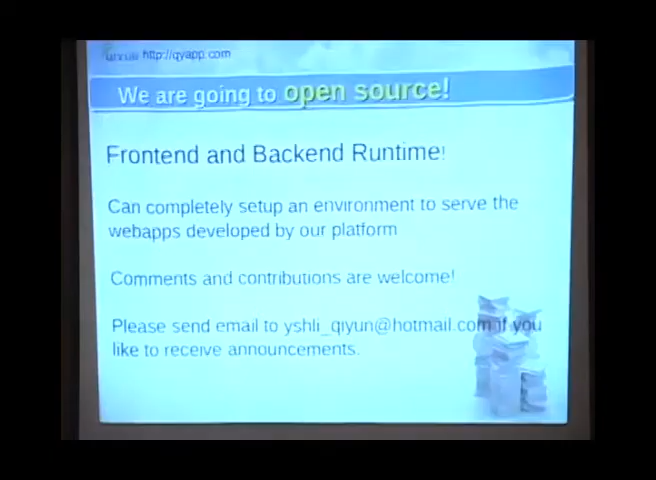 http://qyapp.com
We are going to open source!
Frontend and Backend Runtime!
Can completely setup an environment to serve the
webapps developed by our platform
Comments and contributions are welcome!
Please send email to yshli_qiyun@hotmail.com if you
like to receive announcements.